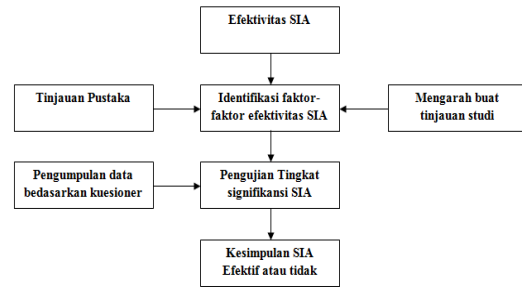 Efektivitas SIA
Tinjauan Pustaka
Identifikasi faktor-
faktor efektivitas SIA
Mengarah buat
tinjauan studi
Pengumpulan data
bedasarkan kuesioner
Pengujian Tingkat
signifikansi SIA
Kesimpulan SIA
Efektif atau tidak